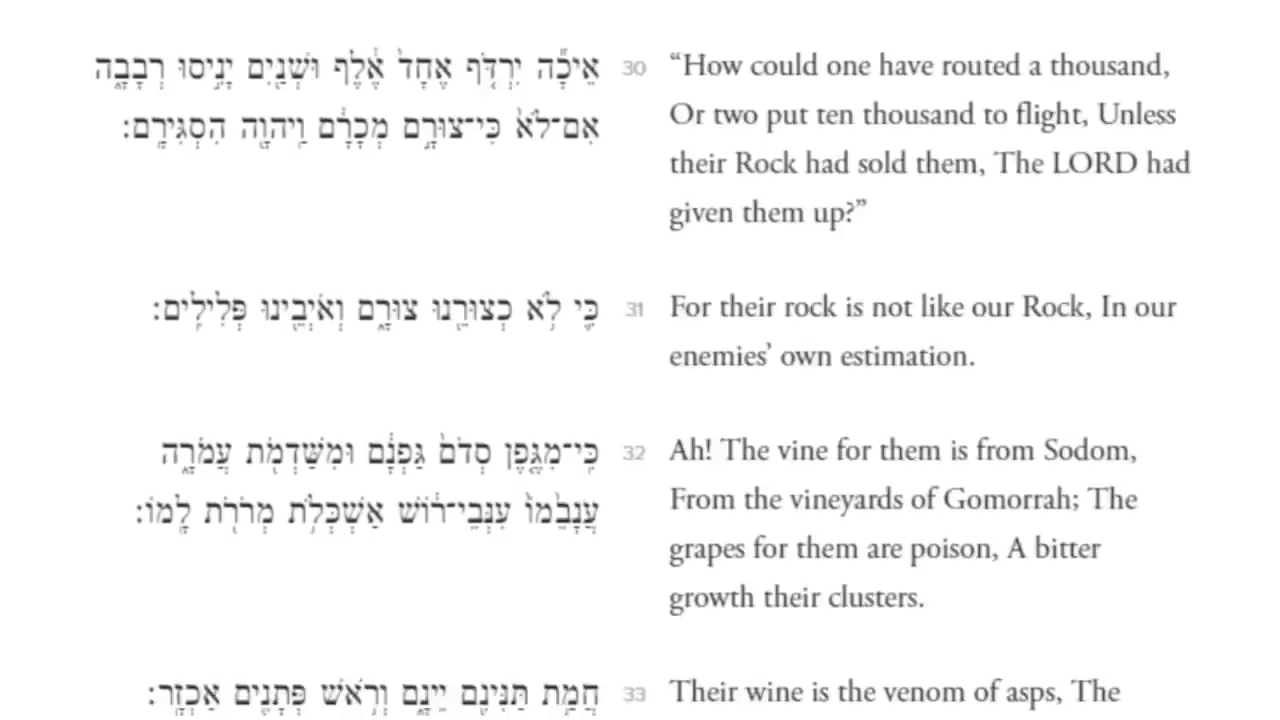 אֵיכָ֞ה יִרְדֹּ֤ף אֶחָד֙ אֶ֔לֶף וּשְׁנַ֖יִם יָנִ֣יסוּ רְבָבָ֑ה
אִם־לֹא֙ כִּי־צוּרָ֣ם מְכָרָ֔ם וַֽיהוָ֖ה הִסְגִּירָֽם׃
30
“How could one have routed a thousand,
Or two put ten thousand to flight, Unless
their Rock had sold them, The LORD had
given them up?”
כִּ֛י לֹ֥א כְצוּרֵ֖נוּ צוּרָ֑ם וְאֹיְבֵ֖ינוּ פְּלִילִֽים׃
31
For their rock is not like our Rock, In our
enemies’ own estimation.
כִּֽי־מִגֶּ֤פֶן סְדֹם֙ גַּפְנָ֔ם וּמִשַּׁדְמֹ֖ת עֲמֹרָ֑ה
עֲנָבֵ֙מוֹ֙ עִנְּבֵי־ר֔וֹשׁ אַשְׁכְּלֹ֥ת מְרֹרֹ֖ת לָֽמוֹ׃
32
Ah! The vine for them is from Sodom,
From the vineyards of Gomorrah; The
grapes for them are poison, A bitter
growth their clusters.
חֲמַ֥ת תַּנִּינִ֖ם יֵינָ֑ם וְרֹ֥אשׁ פְּתָנִ֖ים אַכְזָֽר׃
33
Their wine is the venom of asps, The